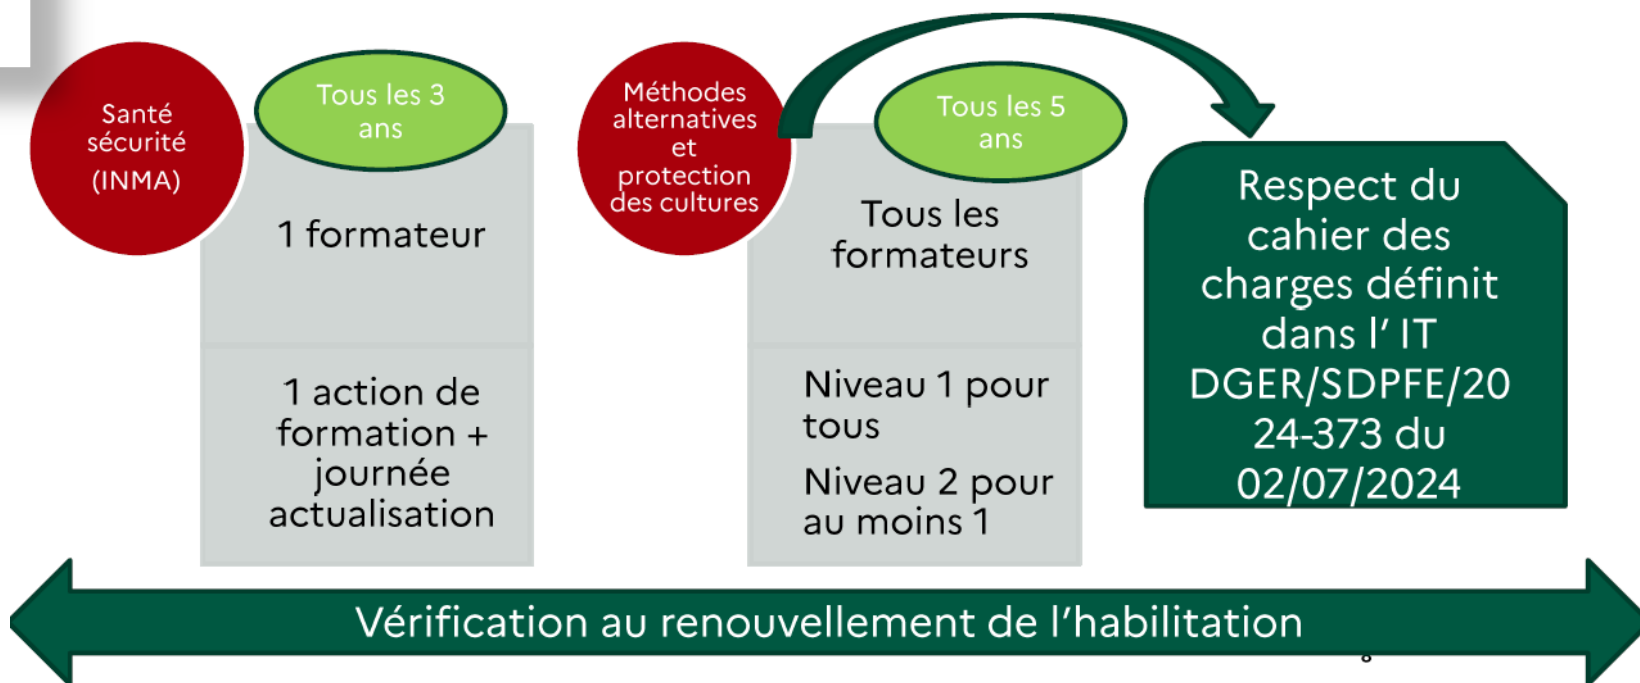 Santé
sécurité
(INMA)
Tous les 3
ans
1 formateur
1 action de
formation +
journée
actualisation
Méthodes
alternatives
et
protection
des cultures
Tous les 5
ans
Tous les
formateurs
Niveau 1 pour
tous
Niveau 2 pour
au moins 1
Respect du
cahier des
charges définit
dans l’ IT
DGER/SDPFE/20
24-373 du
02/07/2024
Vérification au renouvellement de l’habilitation